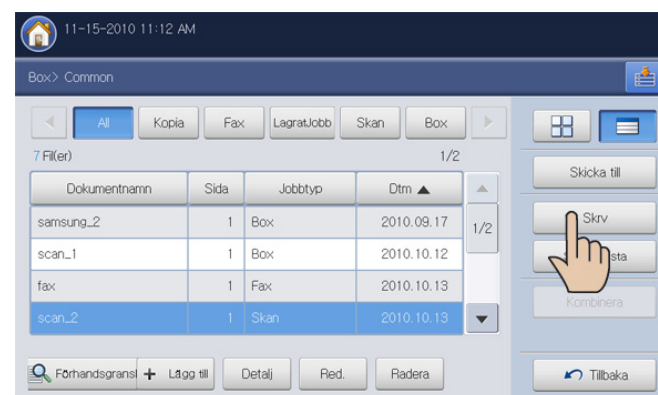 11-15-2010 11:12 AM
Box> Common
All Kopia Fax LagratJobb Skan Box
7 Fil(er) 1/2
Skicka till
Dokumentnamn Sida Jobbtyp Dtm ▲
samsung_2 1 Box 2010.09.17
1/2
Skrv
scan_1 1 Box 2010.10.12
sta
fax 1 Fax 2010.10.13
Kombinera
scan_2 1 Skan 2010.10.13
Förhandsgransl + Lägg till Detalj Red. Radera Tillbaka